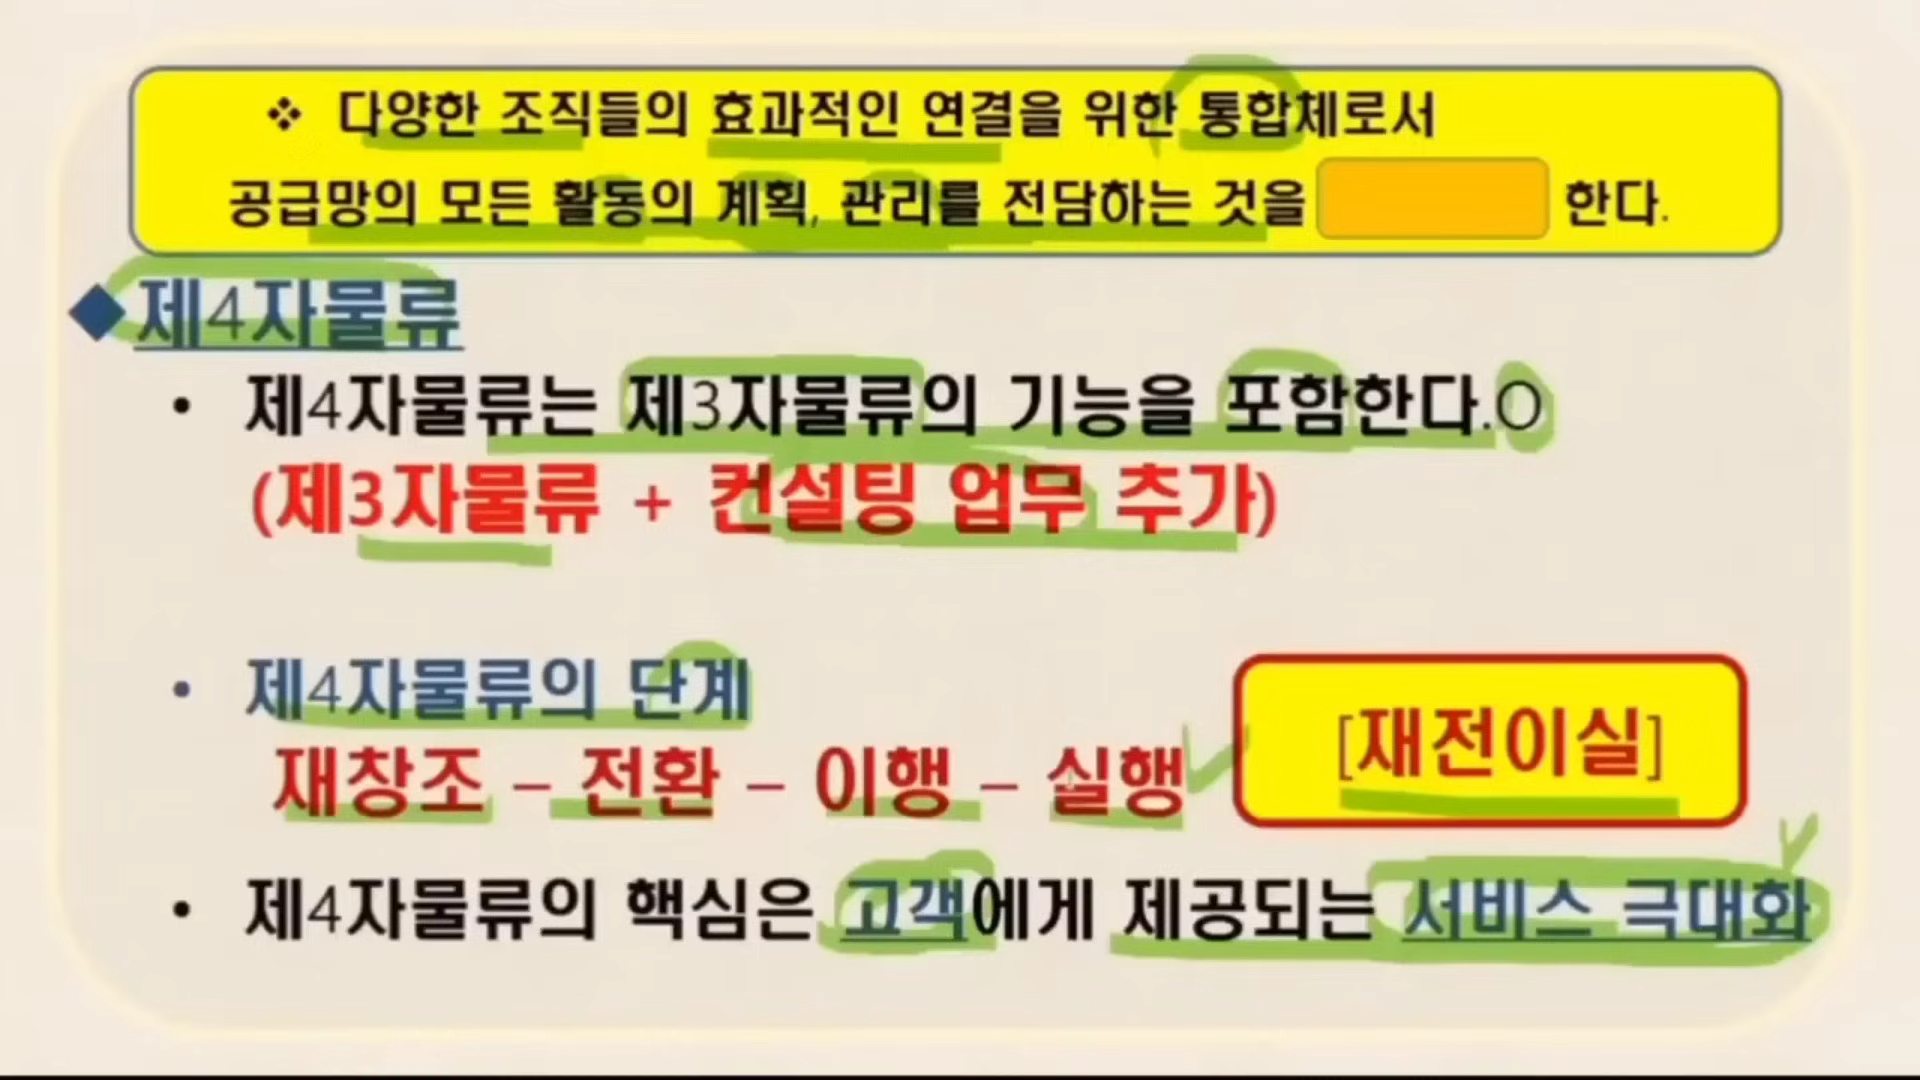 ❖ 다양한 조직들의 효과적인 연결을 위한 통합체로서
공급망의 모든 활동의 계획, 관리를 전담하는 것을 한다.
◆제4자물류
• 제4자물류는 제3자물류의 기능을 포함한다.O
(제3자물류 + 컨설팅 업무 추가)
• 제4자물류의 단계
재창조 – 전환 – 이행 – 실행
[재전이실]
• 제4자물류의 핵심은 고객에게 제공되는 서비스 극대화